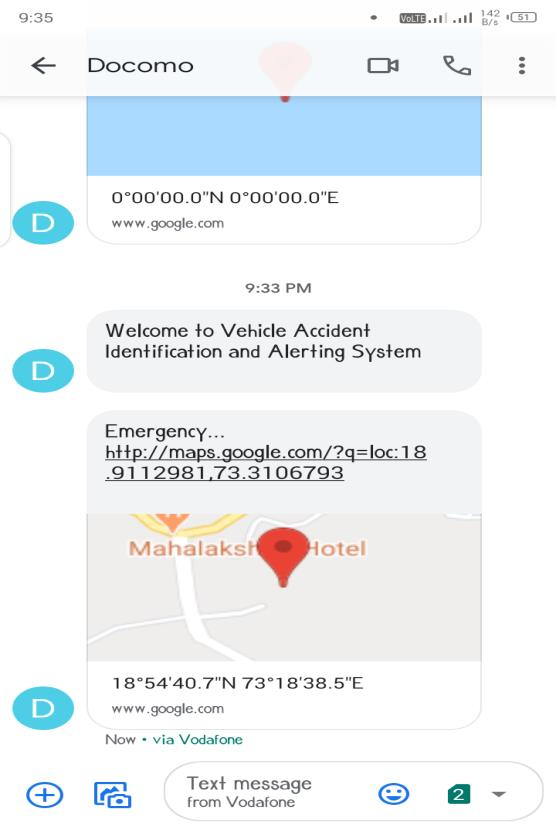 9:35
VoLTE
142
B/s
51
Docomo
0°00'00.0"N 0°00'00.0"E
www.google.com
D
9:33 PM
Welcome to Vehicle Accident
Identification and Alerting System
D
Emergency...
http://maps.google.com/?q=loc:18
.9112981,73.3106793
Hotel
18°54'40.7"N 73°18'38.5"E
www.google.com
D
Now • via Vodafone
Text message
from Vodafone
2